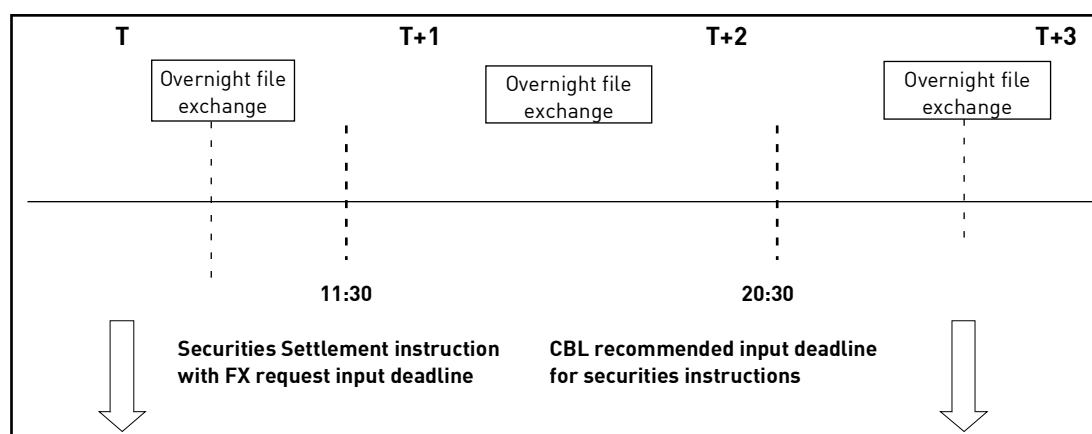 T T+1 T+2 T+3
Overnight file
exchange
Overnight file
exchange
Overnight file
exchange
11:30 20:30
Securities Settlement instruction
with FX request input deadline
CBL recommended input deadline
for securities instructions